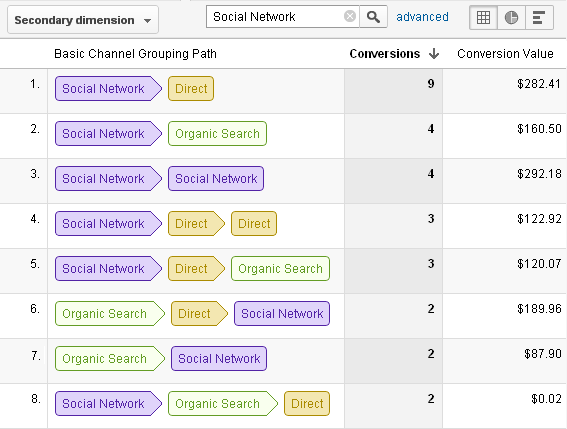 Secondary dimension Social Network advanced
Basic Channel Grouping Path Conversions Conversion Value
1. Social Network Direct 9 $282.41
2. Social Network Organic Search 4 $160.50
3. Social Network Social Network 4 $292.18
4. Social Network Direct Direct 3 $122.92
5. Social Network Direct Organic Search 3 $120.07
6. Organic Search Direct Social Network 2 $189.96
7. Organic Search Social Network 2 $87.90
8. Social Network Organic Search Direct 2 $0.02